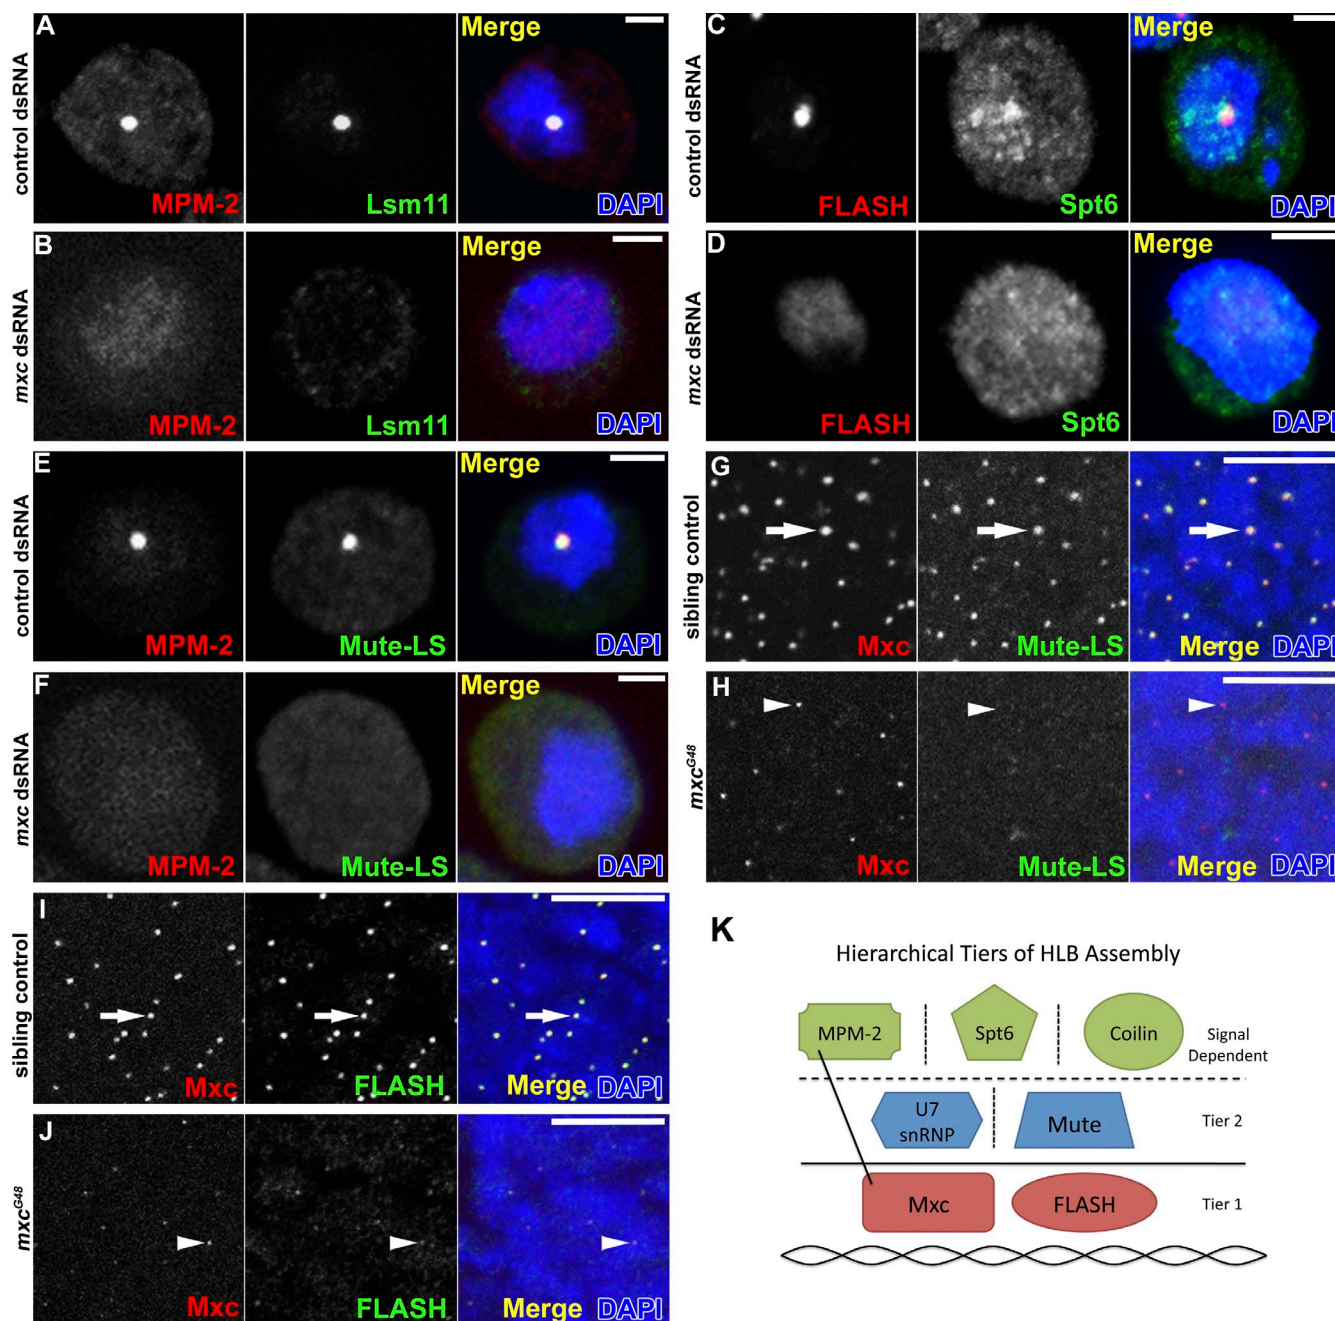 A
Merge
control dsRNA
MPM-2
Lsm11
DAPI
C
Merge
control dsRNA
FLASH
Spt6
DAPI
B
Merge
mxc dsRNA
MPM-2
Lsm11
DAPI
D
Merge
mxc dsRNA
FLASH
Spt6
DAPI
E
Merge
control dsRNA
MPM-2
Mute-LS
DAPI
G
sibling control
Mxc
Mute-LS
Merge DAPI
F
Merge
mxc dsRNA
MPM-2
Mute-LS
DAPI
H
mxcG48
Mxc
Mute-LS
Merge DAPI
I
sibling control
Mxc
FLASH
Merge DAPI
J
mxcG48
Mxc
FLASH
Merge DAPI
K
Hierarchical Tiers of HLB Assembly
MPM-2
Spt6
Coilin
Signal
Dependent
U7
snRNP
Mute
Tier 2
Mxc
FLASH
Tier 1